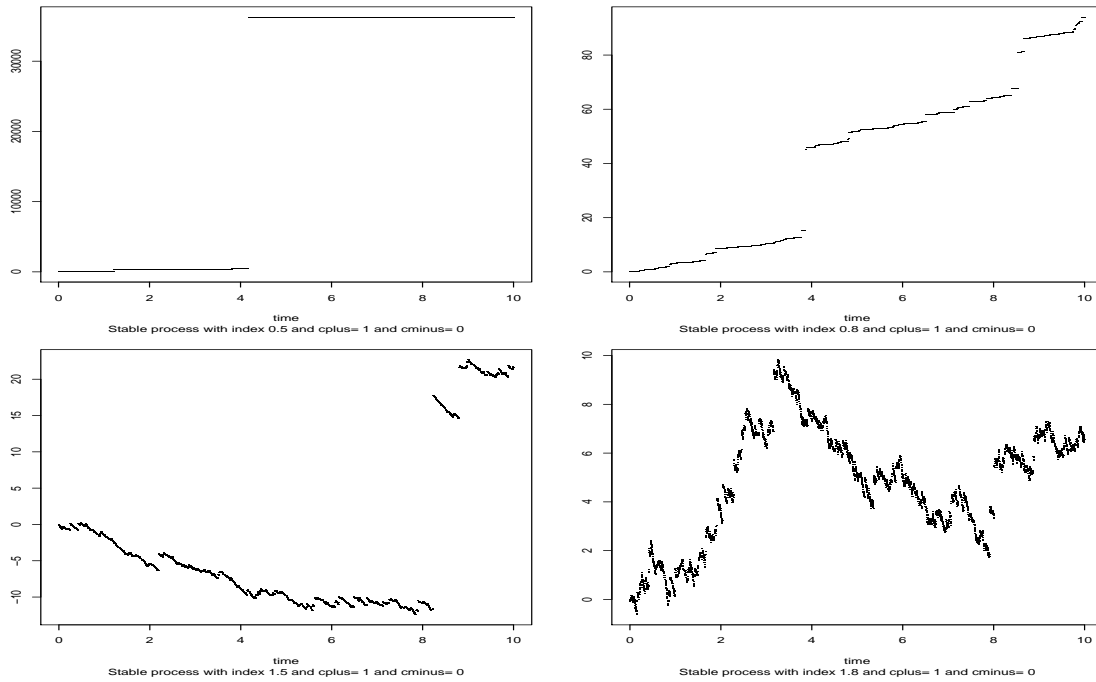 30000
20000
10000
0
0 2 4 6 8 10
time
Stable process with index 0.5 and cplus= 1 and cminus= 0
80
60
40
20
0
0 2 4 6 8 10
time
Stable process with index 0.8 and cplus= 1 and cminus= 0
20
15
10
5
0
−5
−10
0 2 4 6 8 10
time
Stable process with index 1.5 and cplus= 1 and cminus= 0
10
8
6
4
2
0
0 2 4 6 8 10
time
Stable process with index 1.8 and cplus= 1 and cminus= 0